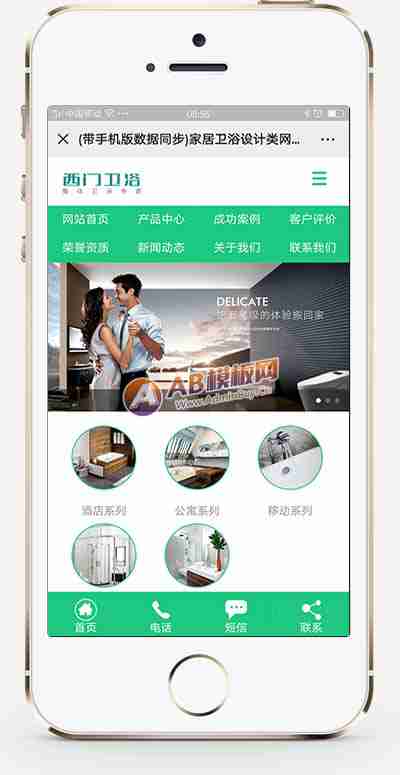 中国移动 08:56
(带手机版数据同步)家居卫浴设计类网...
西门卫浴
网站首页 产品中心 成功案例 客户评价
荣誉资质 新闻动态 关于我们 联系我们
DELICATE
的体验搬回家
AB模板网
Www.AdminBuy.Cn
酒店系列 公寓系列 移动系列
首页 电话 短信 联系